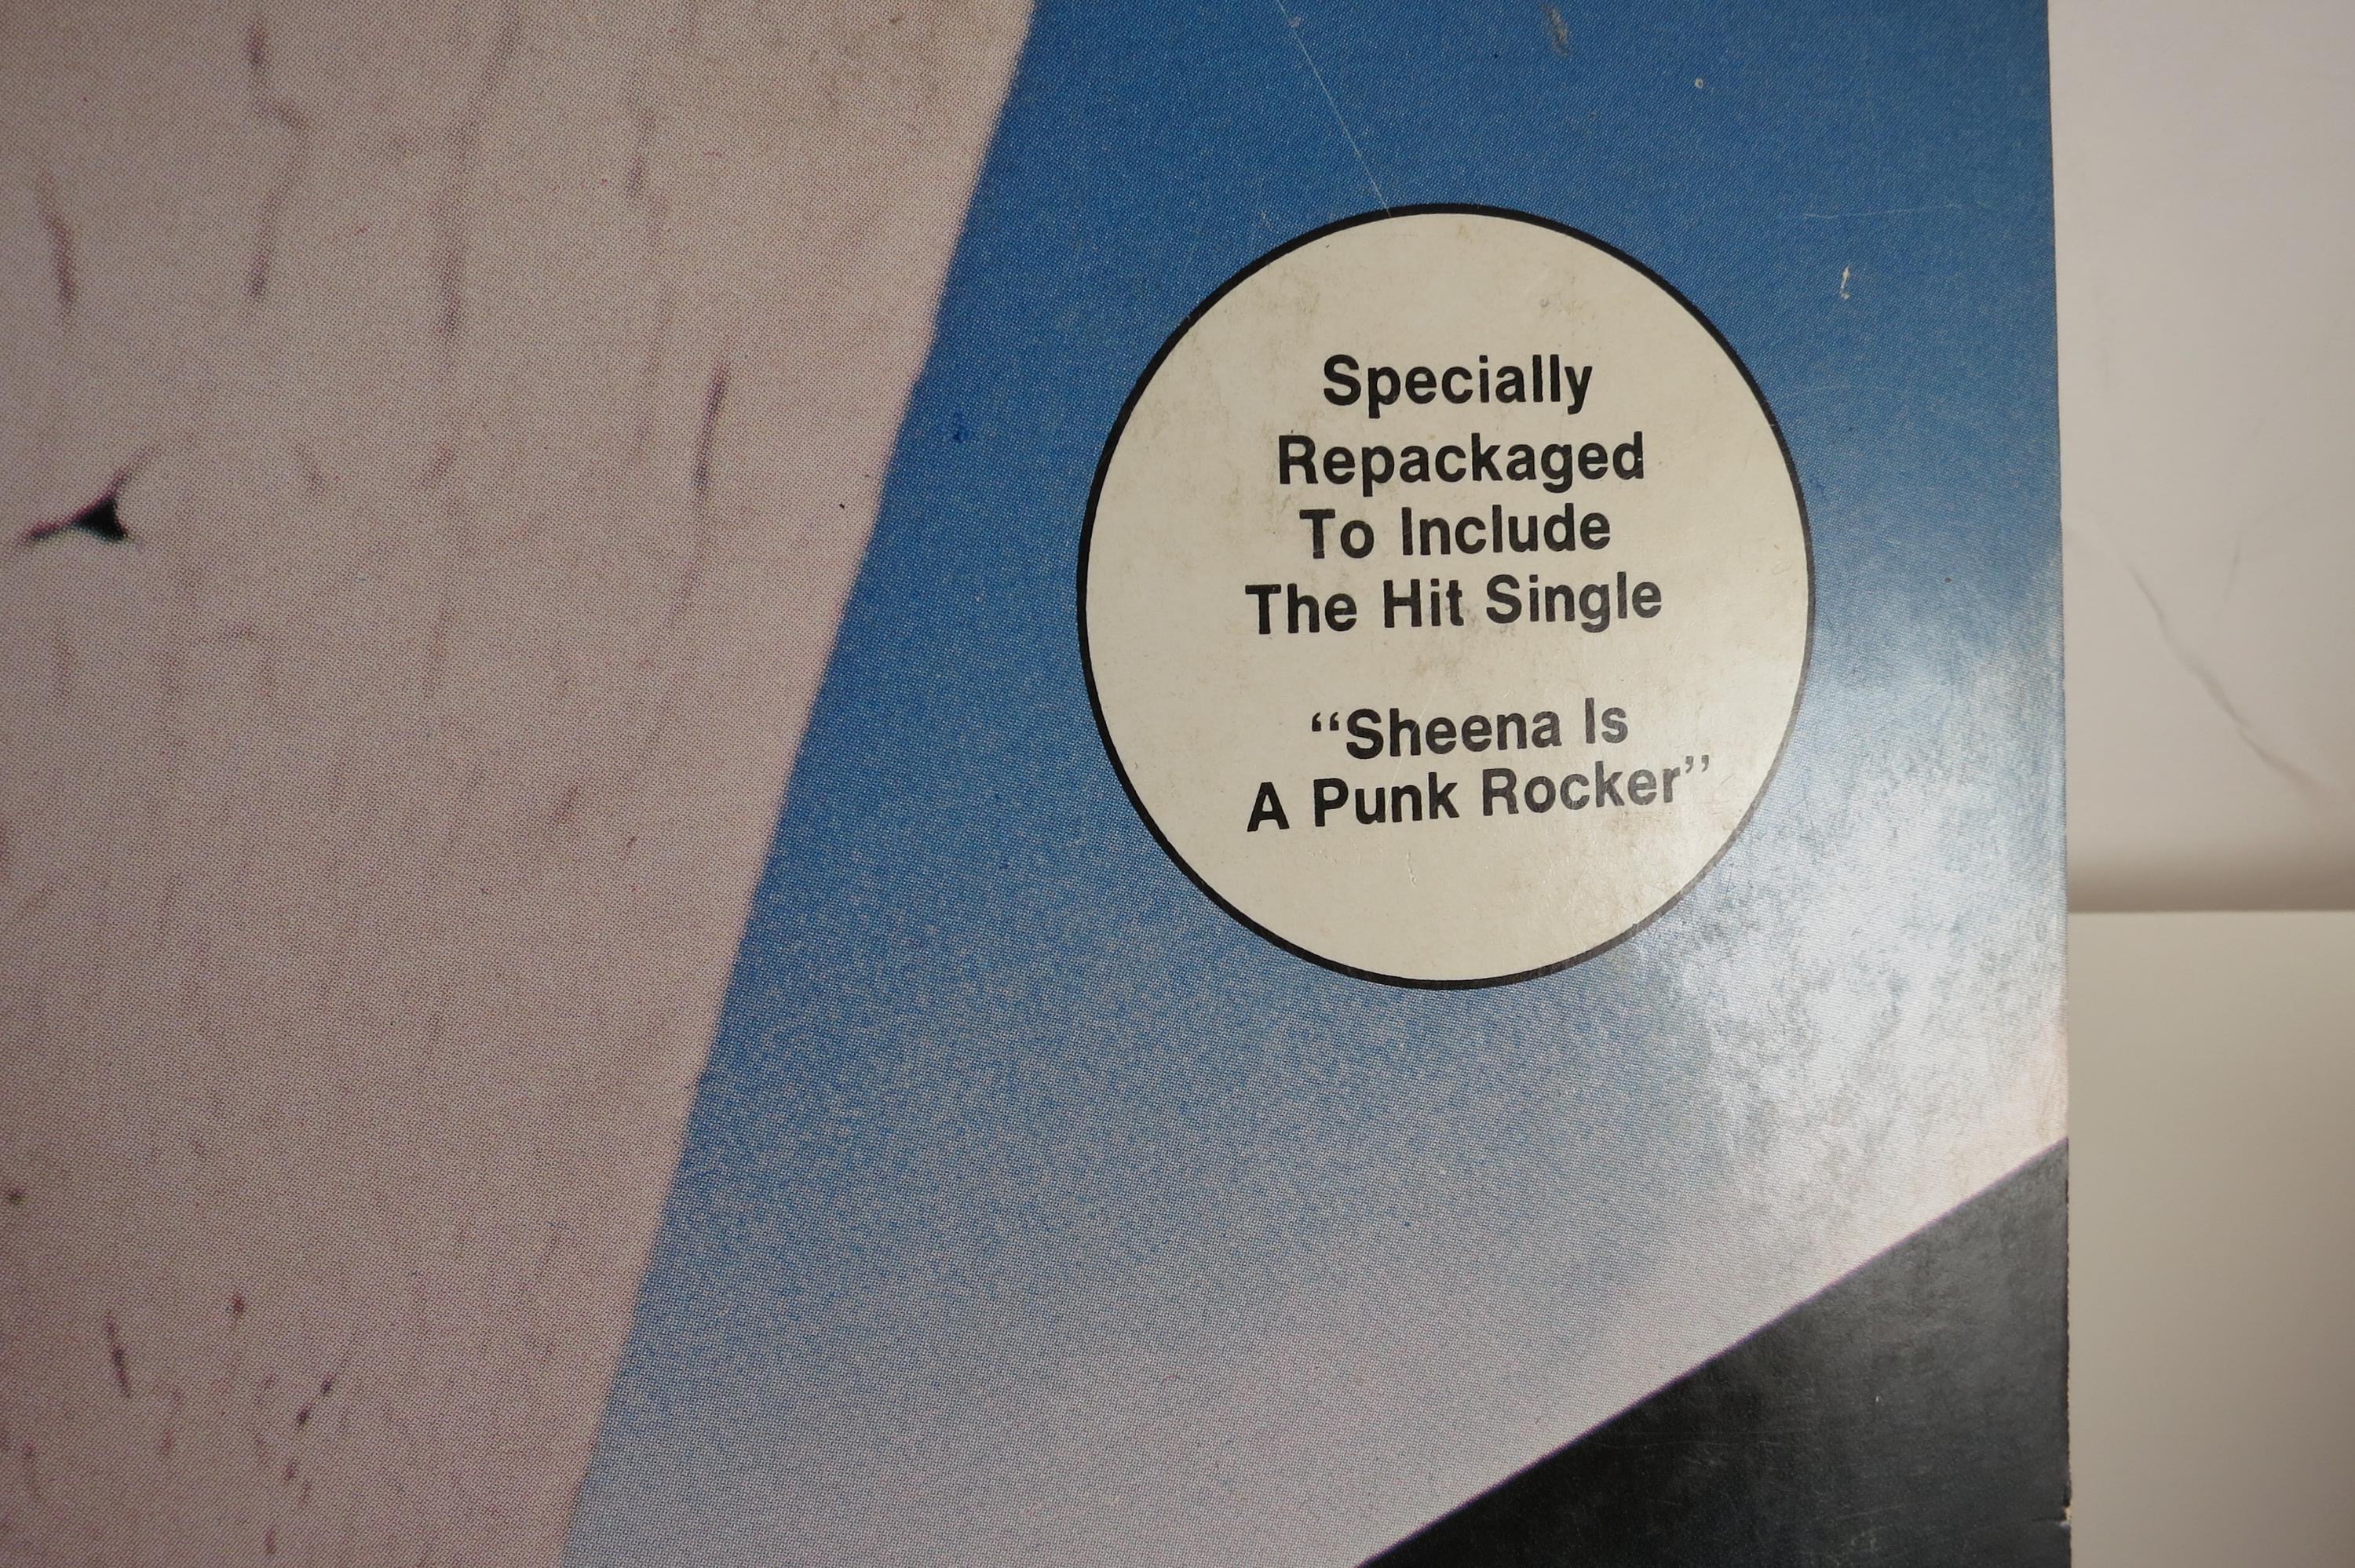 Specially
Repackaged
To Include
The Hit Single
“Sheena Is
A Punk Rocker”